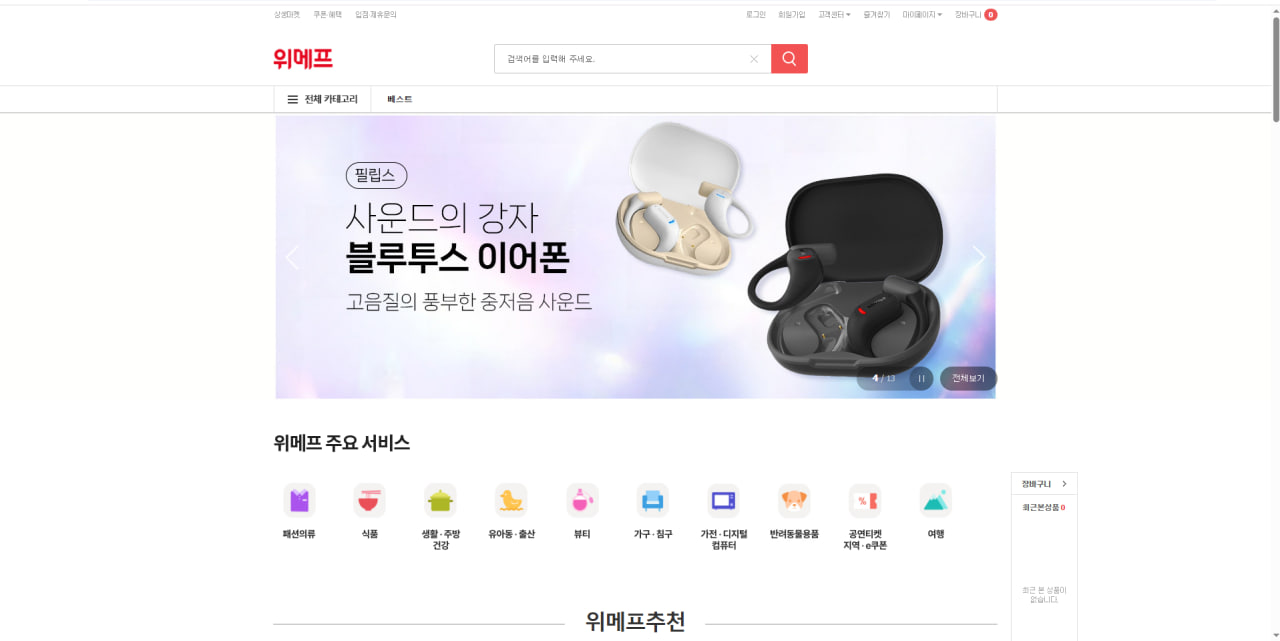 상생마켓 쿠폰·혜택 입점·제휴문의
로그인 회원가입 고객센터 즐겨찾기 마이페이지 장바구니 0
위메프
검색어를 입력해 주세요.
전체 카테고리 베스트
필립스
사운드의 강자
블루투스 이어폰
고음질의 풍부한 중저음 사운드
4 / 13
전체보기
위메프 주요 서비스
패션의류
식품
생활·주방
건강
유아동·출산
뷰티
가구·침구
가전·디지털
컴퓨터
반려동물용품
공연티켓
지역·e쿠폰
여행
장바구니
최근본상품 0
최근 본 상품이
없습니다.
위메프추천